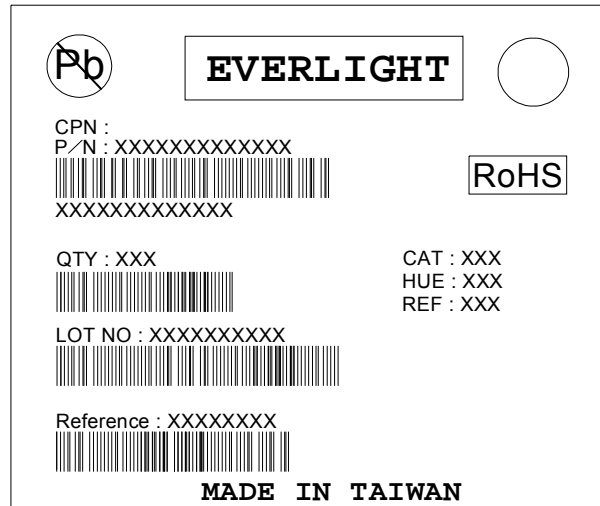 Pb
EVERLIGHT
CPN :
P/N : XXXXXXXXXXXXX
RoHS
XXXXXXXXXXXXX
QTY : XXX
CAT : XXX
HUE : XXX
REF : XXX
LOT NO : XXXXXXXXXX
Reference : XXXXXXXX
MADE IN TAIWAN